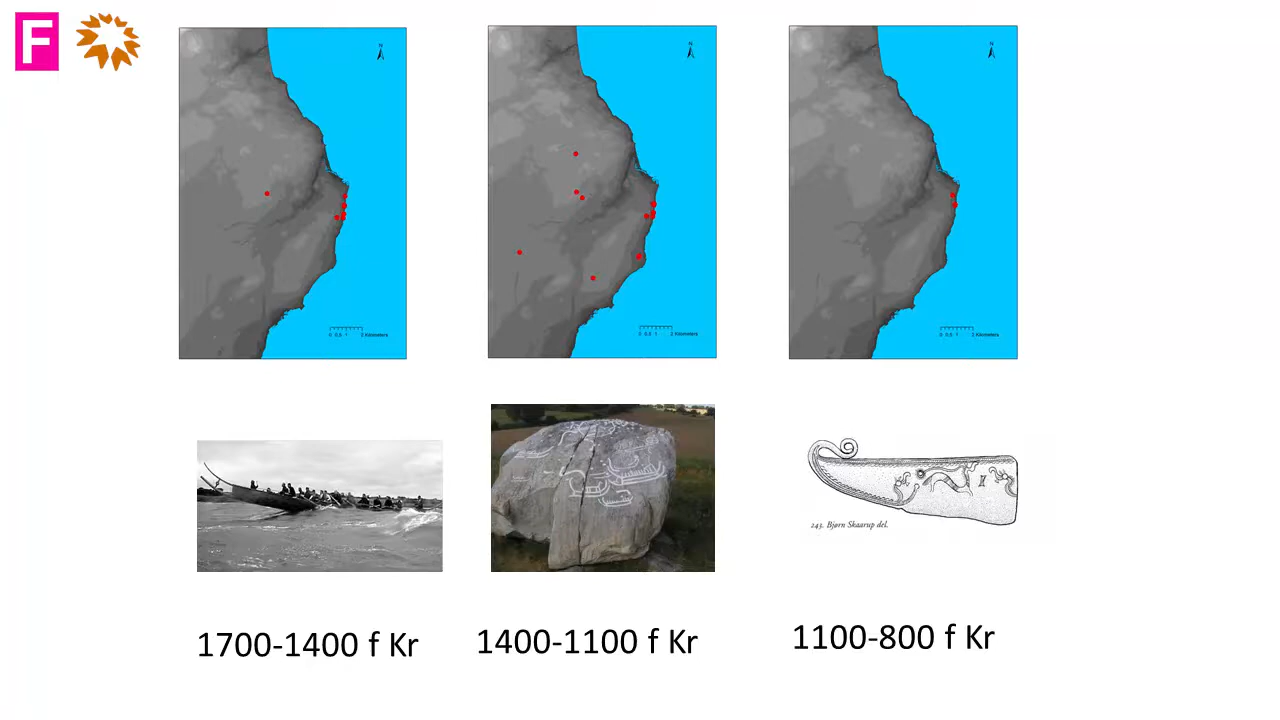 F
N
N
N
0 0,5 1 2 Kilometers
0 0,5 1 2 Kilometers
0 0,5 1 2 Kilometers
243. Bjørn Skaarup del.
1700-1400 f Kr
1400-1100 f Kr
1100-800 f Kr